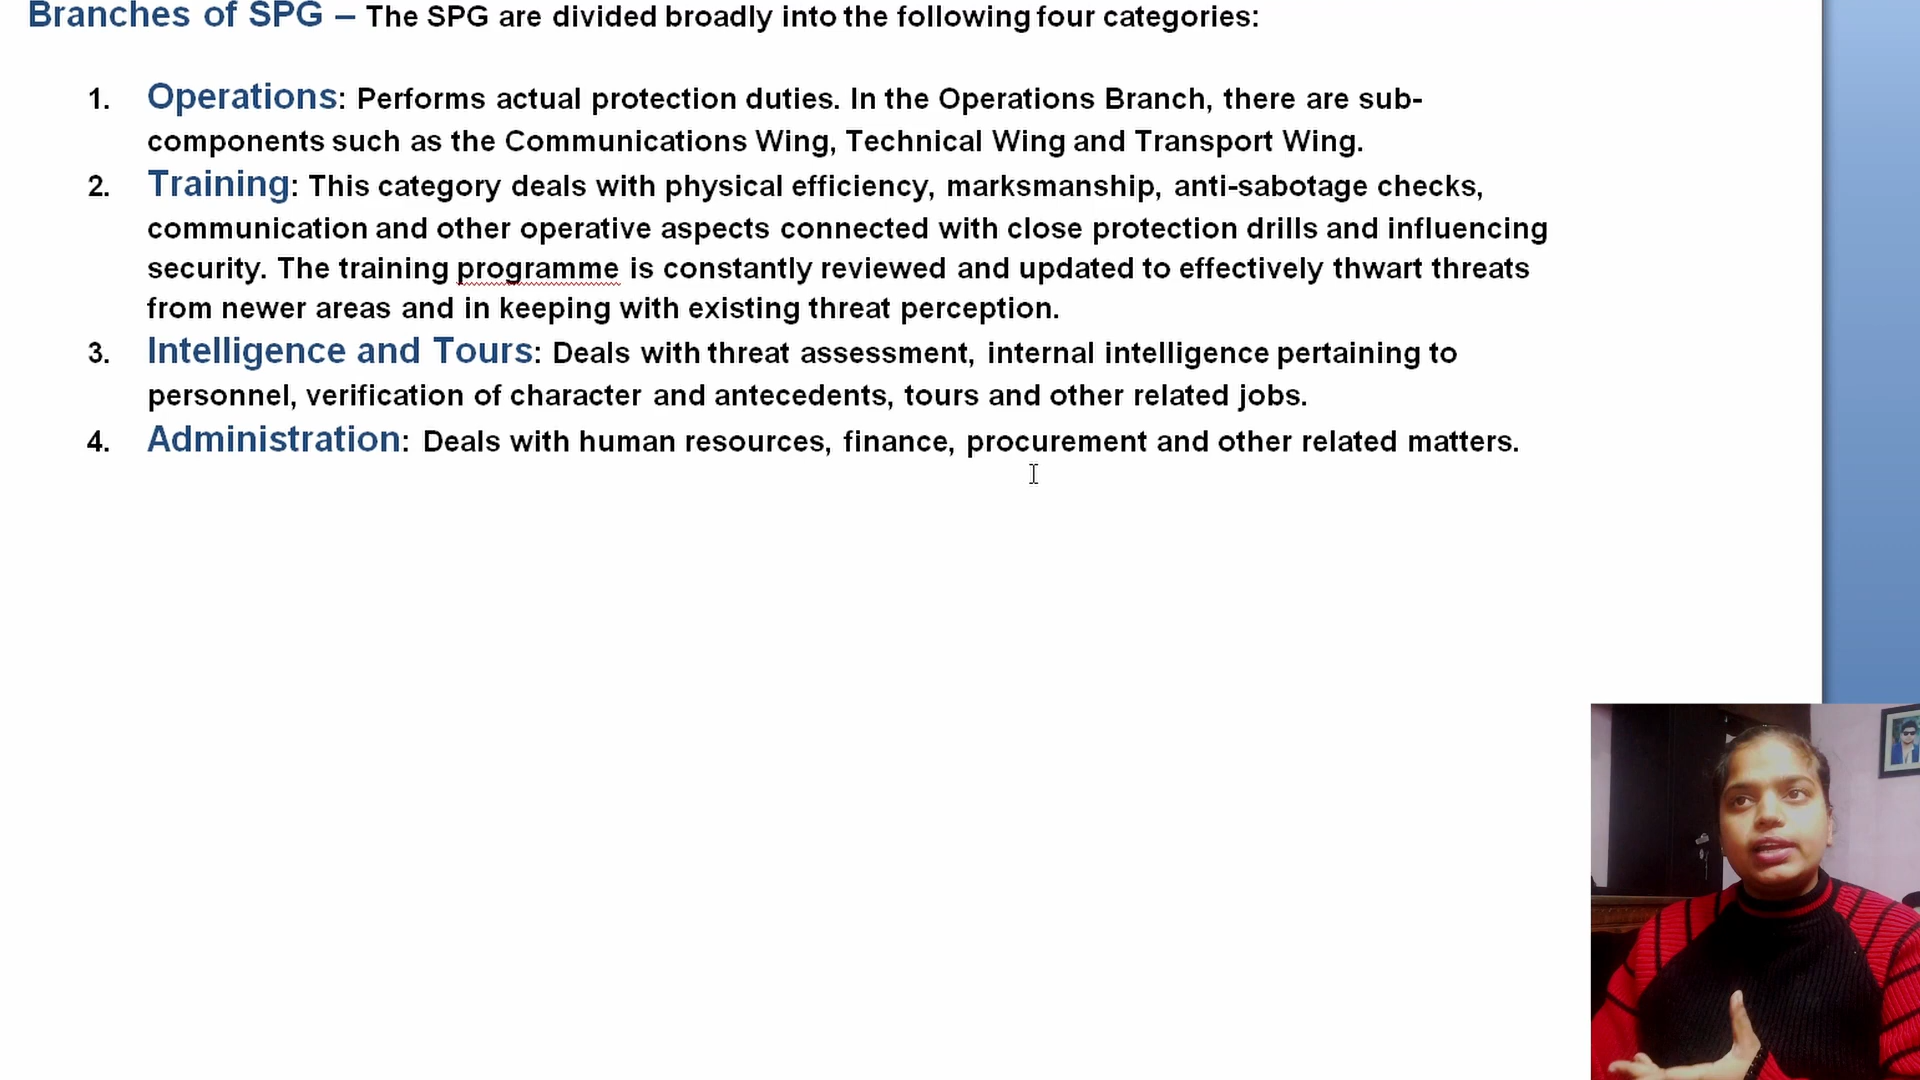 Branches of SPG – The SPG are divided broadly into the following four categories:
1. Operations: Performs actual protection duties. In the Operations Branch, there are sub-
components such as the Communications Wing, Technical Wing and Transport Wing.
2. Training: This category deals with physical efficiency, marksmanship, anti-sabotage checks,
communication and other operative aspects connected with close protection drills and influencing
security. The training programme is constantly reviewed and updated to effectively thwart threats
from newer areas and in keeping with existing threat perception.
3. Intelligence and Tours: Deals with threat assessment, internal intelligence pertaining to
personnel, verification of character and antecedents, tours and other related jobs.
4. Administration: Deals with human resources, finance, procurement and other related matters.